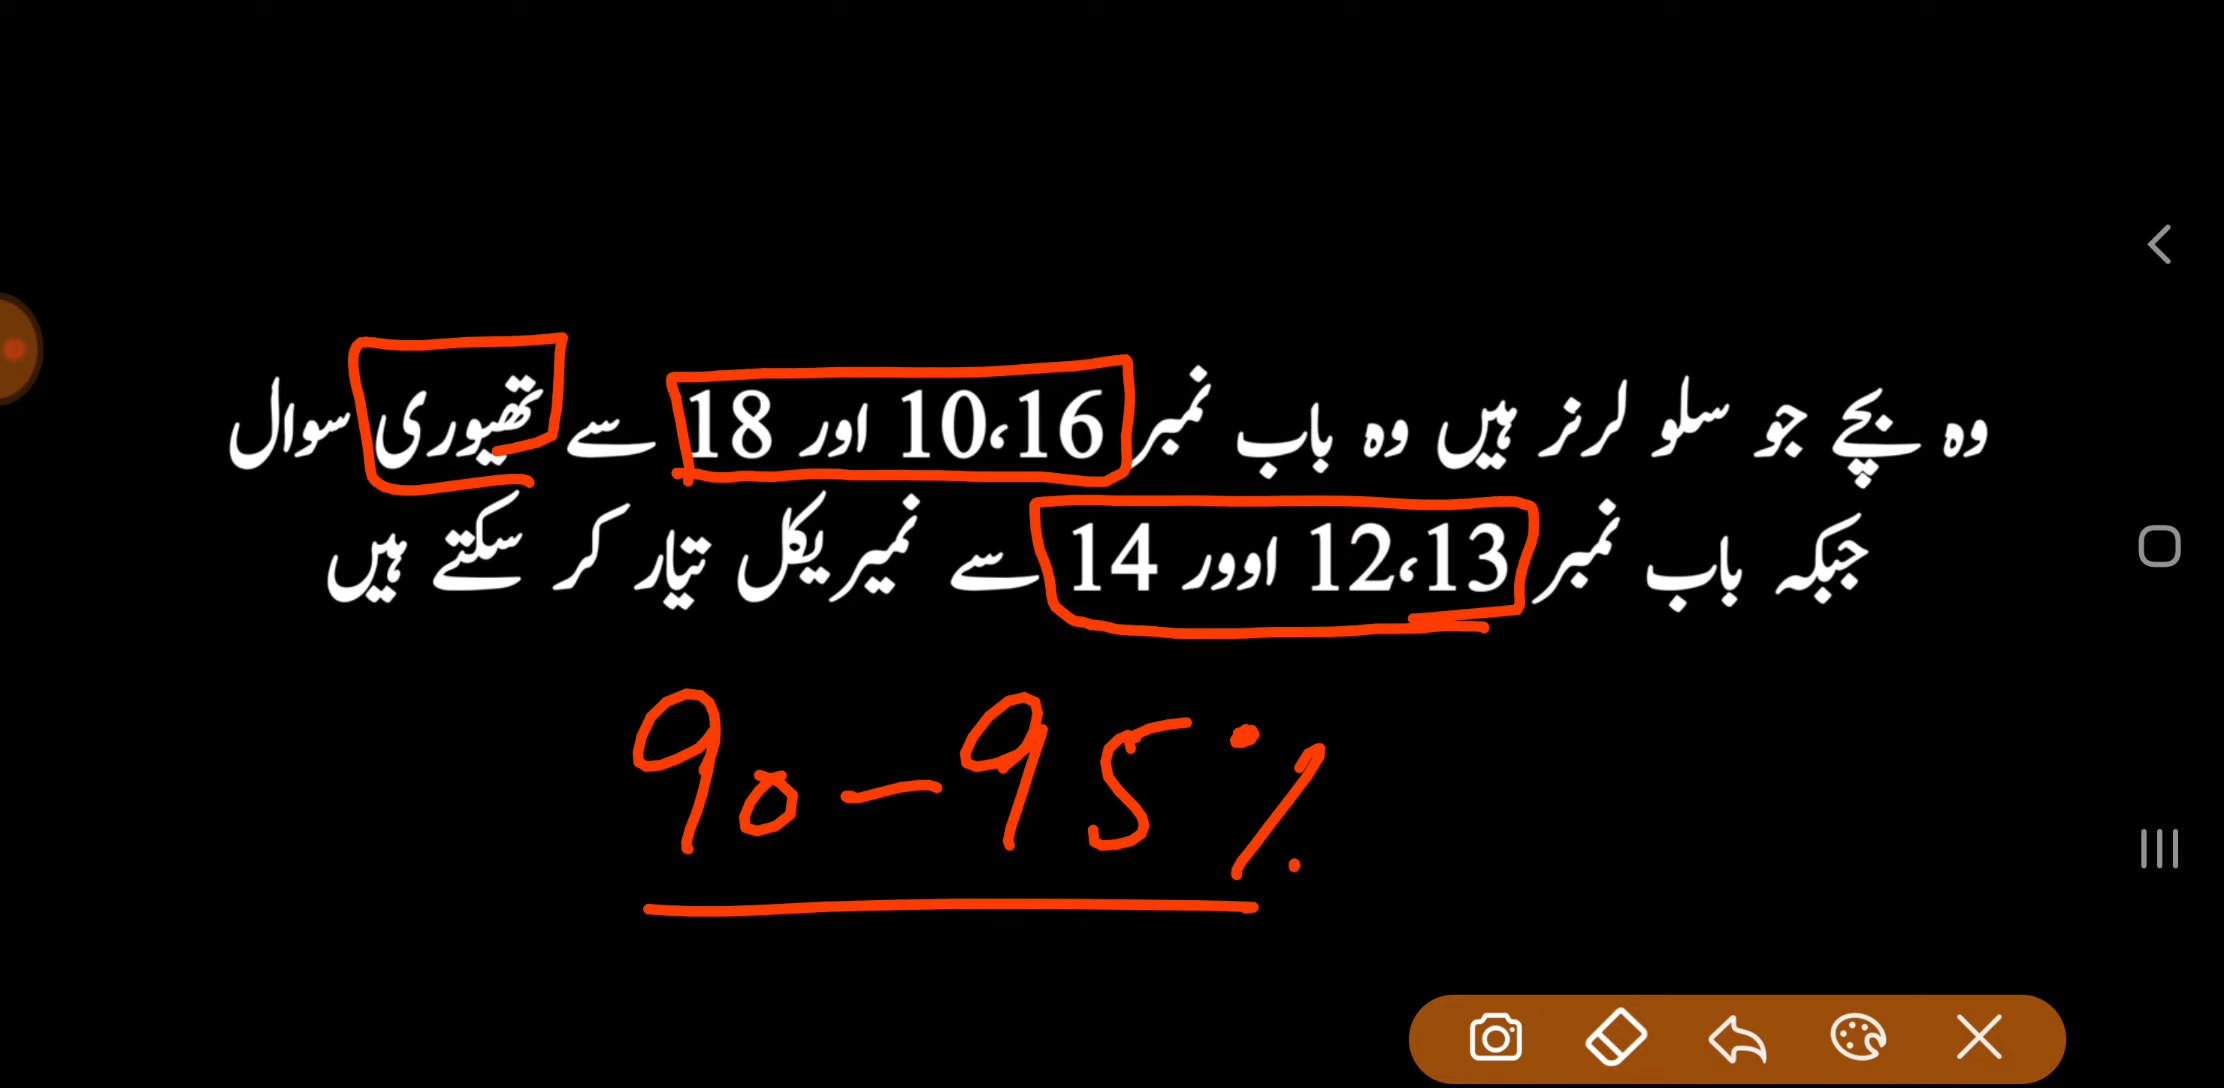 وہ بچے جو سلو لرنز ہیں وہ باب نمبر 10،16 اور 18 سے تھیوری سوال
جبکہ باب نمبر 12،13 اوور 14 سے نمیریکل تیار کر سکتے ہیں
90-95%